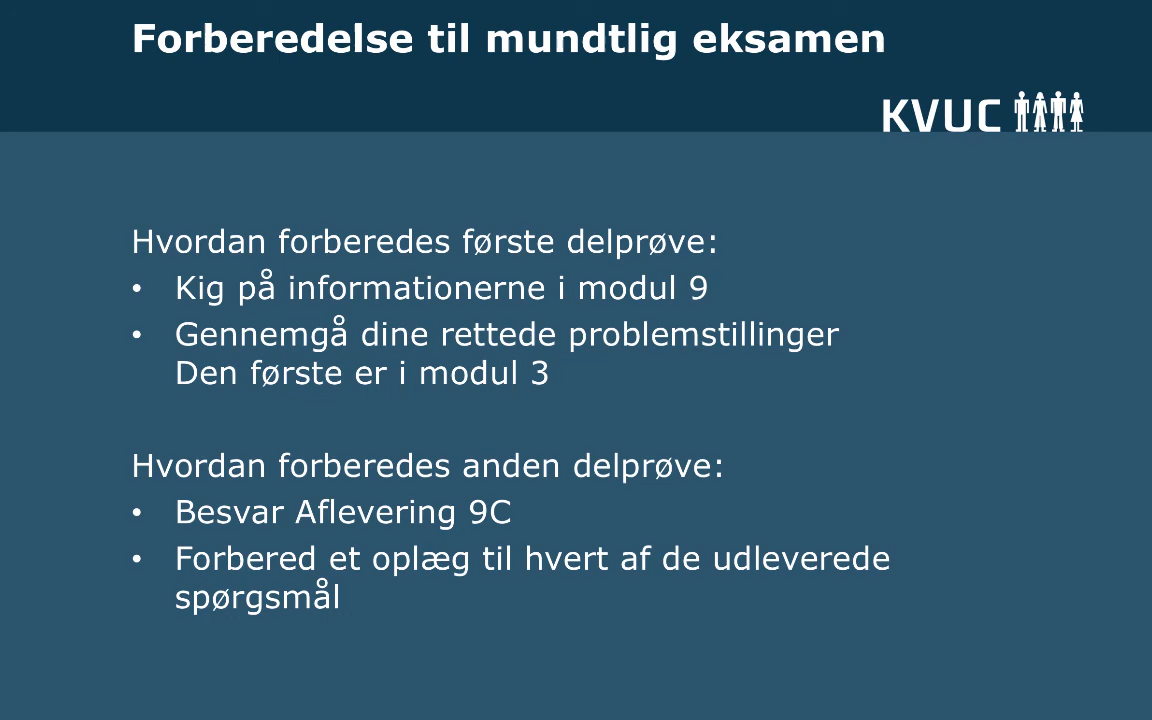 Forberedelse til mundtlig eksamen
KVUC
Hvordan forberedes første delprøve:
• Kig på informationerne i modul 9
• Gennemgå dine rettede problemstillinger
Den første er i modul 3
Hvordan forberedes anden delprøve:
• Besvar Aflevering 9C
• Forbered et oplæg til hvert af de udleverede
spørgsmål